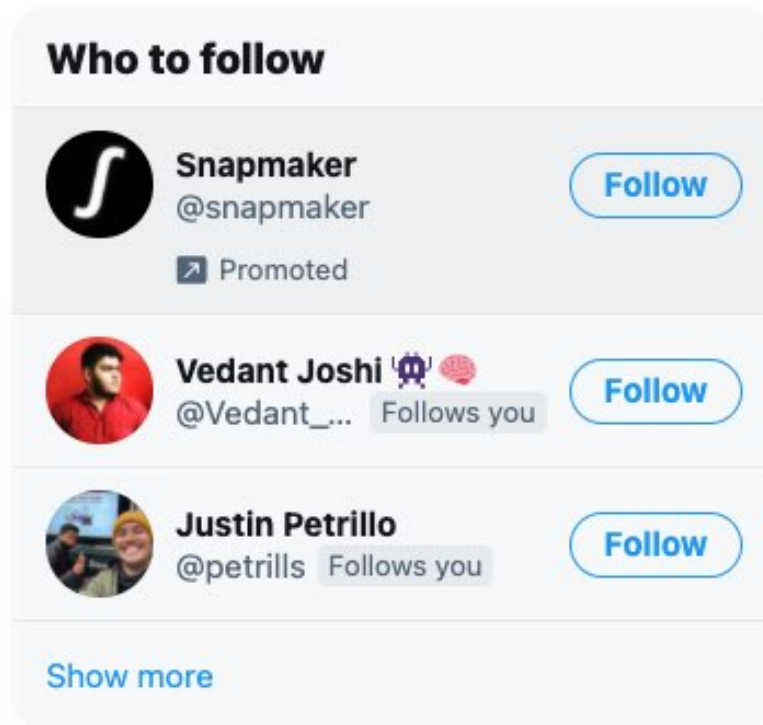 Who to follow
Snapmaker
@snapmaker
Follow
Promoted
Vedant Joshi 👾🧠
@Vedant_... Follows you
Follow
Justin Petrillo
@petrills Follows you
Follow
Show more